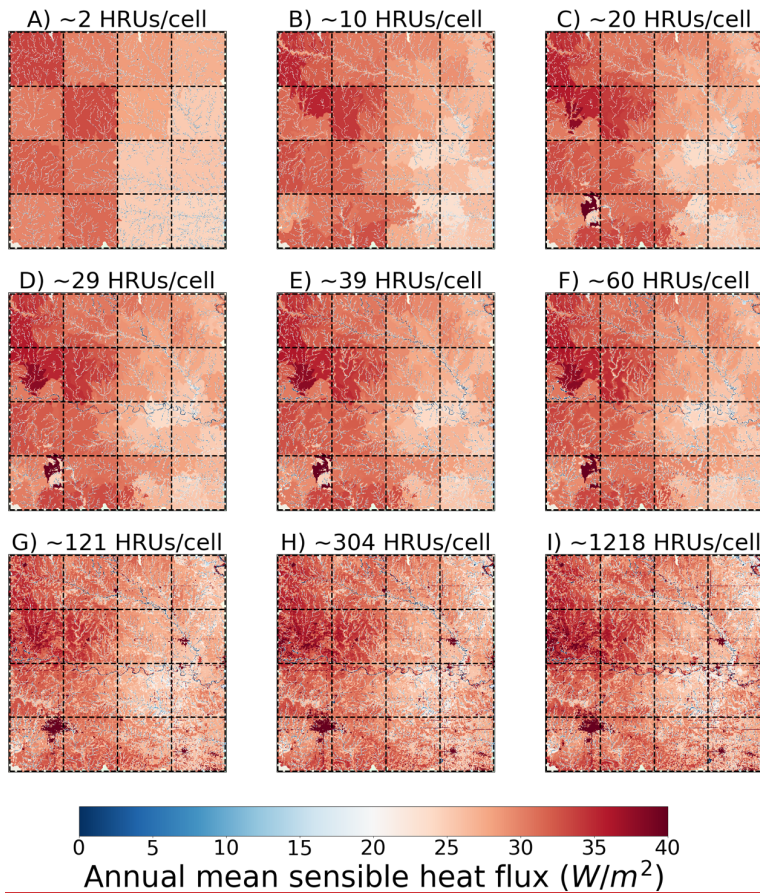 A) ~2 HRUs/cell
B) ~10 HRUs/cell
C) ~20 HRUs/cell
D) ~29 HRUs/cell
E) ~39 HRUs/cell
F) ~60 HRUs/cell
G) ~121 HRUs/cell
H) ~304 HRUs/cell
I) ~1218 HRUs/cell
0 5 10 15 20 25 30 35 40
Annual mean sensible heat flux (W/m²)